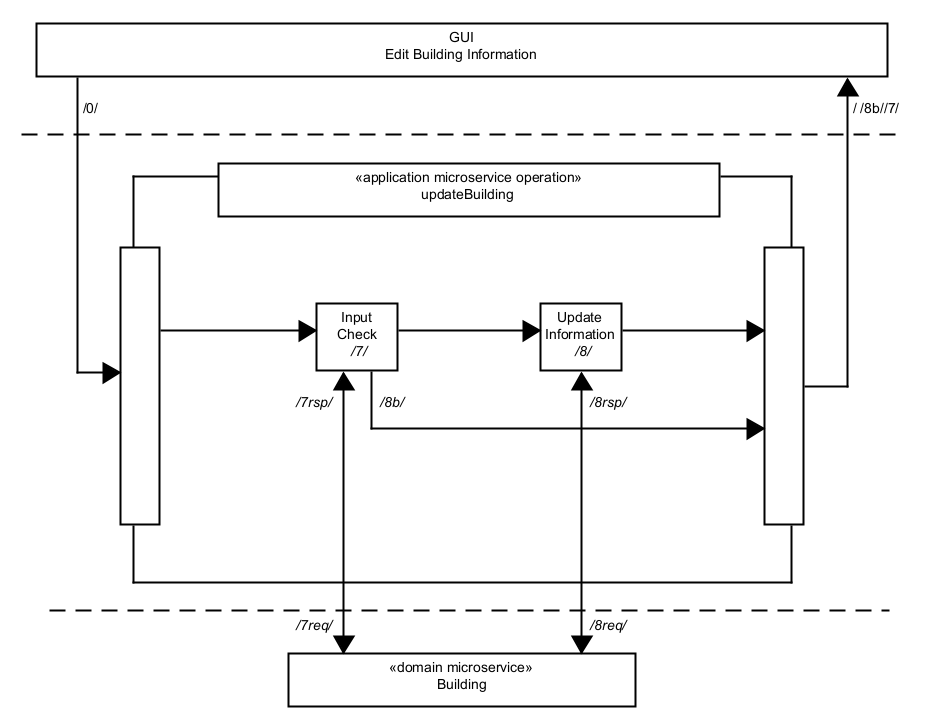 GUI
Edit Building Information
/0/
/ /8b//7/
«application microservice operation»
updateBuilding
Input
Check
/7/
Update
Information
/8/
/7rsp/
/8b/
/8rsp/
/7req/
/8req/
«domain microservice»
Building